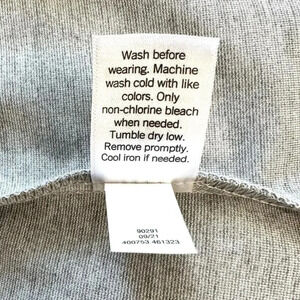 Wash before
wearing. Machine
wash cold with like
colors. Only
non-chlorine bleach
when needed.
Tumble dry low.
Remove promptly.
Cool iron if needed.
90291
09/21
400753.461323